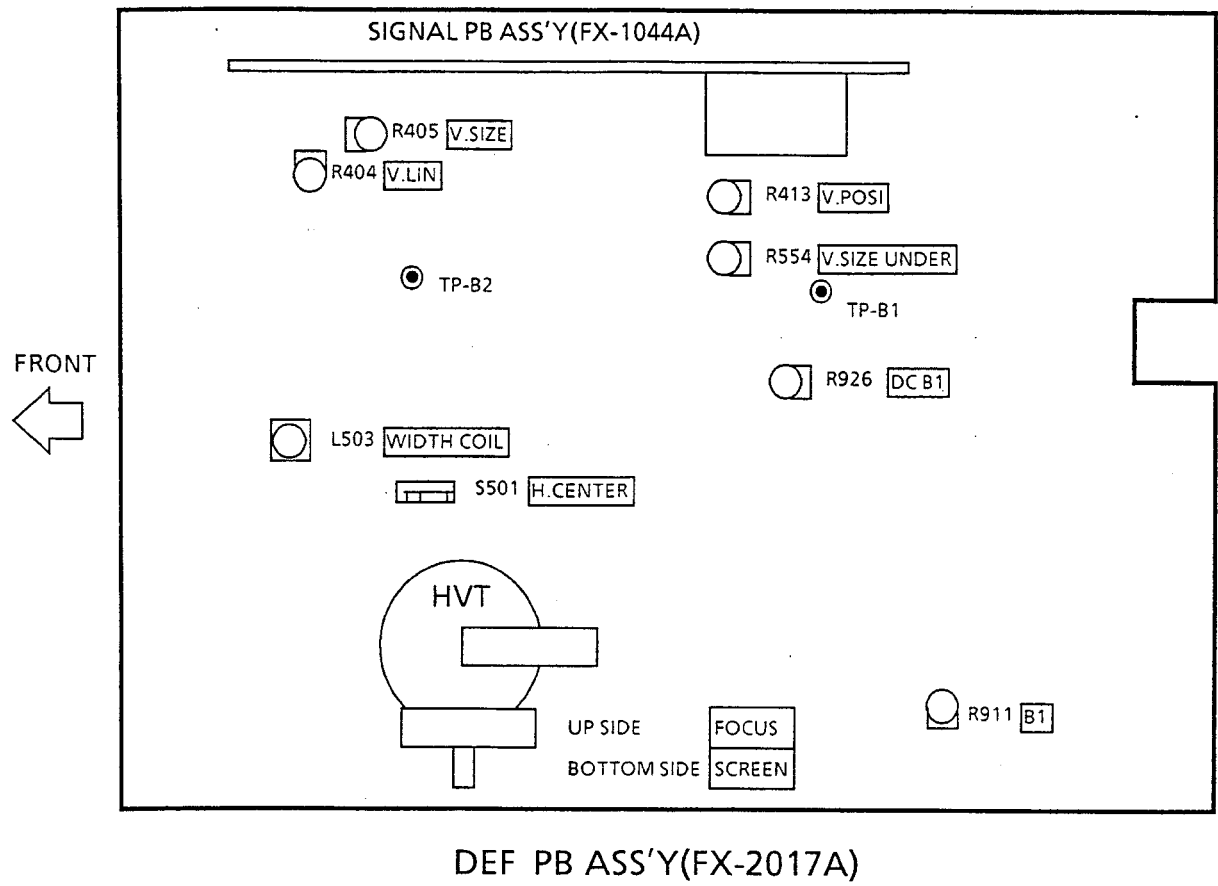 SIGNAL PB ASS'Y(FX-1044A)
R405 V.SIZE
R404 V.LiN
R413 V.POSI
R554 V.SIZE UNDER
TP-B2
TP-B1
FRONT
R926 DC B1
L503 WIDTH COIL
S501 H.CENTER
HVT
R911 B1
UP SIDE FOCUS
BOTTOM SIDE SCREEN
DEF PB ASS'Y(FX-2017A)